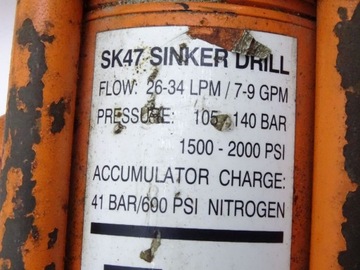 SK47 SINKER DRILL
FLOW: 26-34 LPM / 7-9 GPM
PRESSURE: 105 - 140 BAR
1500 - 2000 PSI
ACCUMULATOR CHARGE:
41 BAR/600 PSI NITROGEN